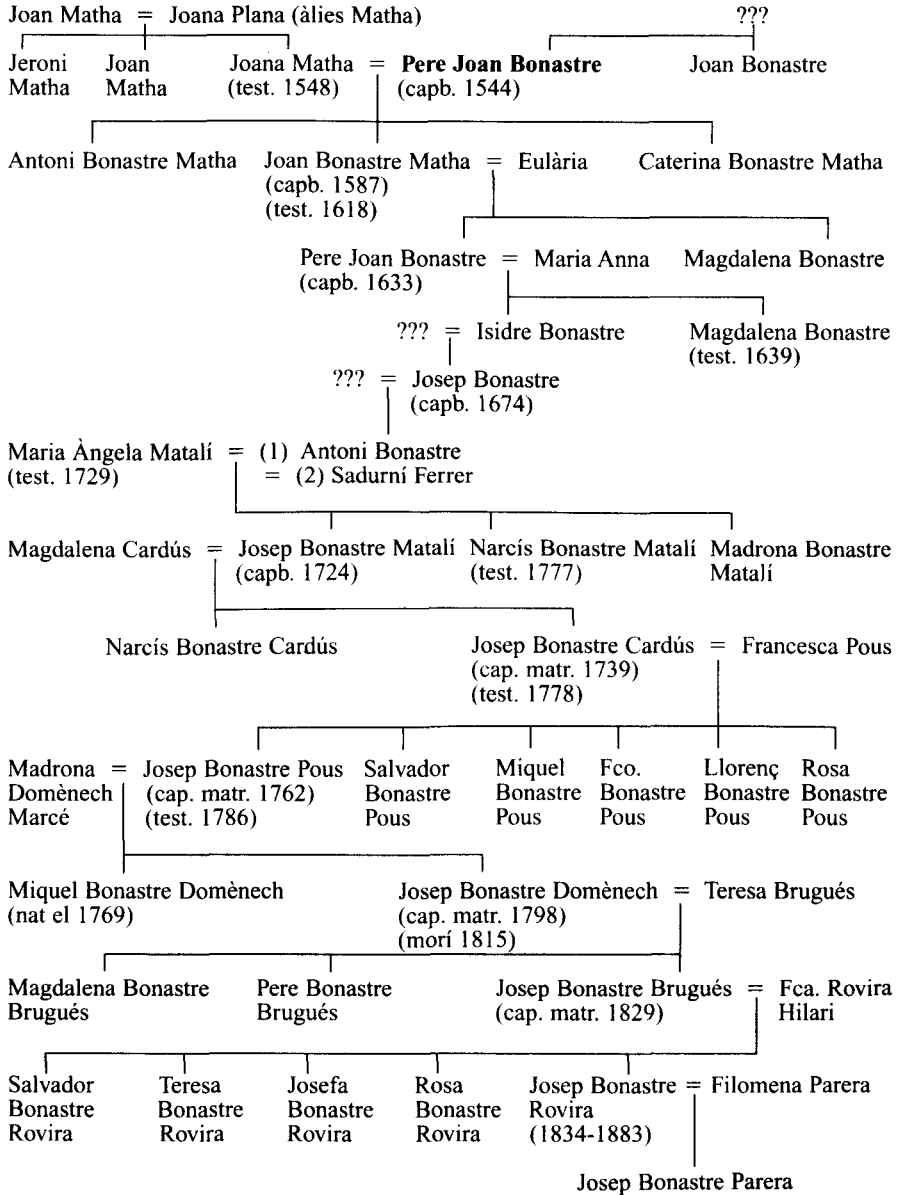 Joan Matha = Joana Plana (àlies Matha) ???
Jeroni Joan Joana Matha = Pere Joan Bonastre Joan Bonastre
Matha Matha (test. 1548) (capb. 1544)
Antoni Bonastre Matha Joan Bonastre Matha = Eulària Caterina Bonastre Matha
(capb. 1587)
(test. 1618)
Pere Joan Bonastre = Maria Anna Magdalena Bonastre
(capb. 1633)
??? = Isidre Bonastre Magdalena Bonastre
(test. 1639)
??? = Josep Bonastre
(capb. 1674)
Maria Àngela Matalí = (1) Antoni Bonastre
(test. 1729) = (2) Sadurní Ferrer
Magdalena Cardús = Josep Bonastre Matalí Narcís Bonastre Matalí Madrona Bonastre
(capb. 1724) (test. 1777) Matalí
Narcís Bonastre Cardús Josep Bonastre Cardús = Francesca Pous
(cap. matr. 1739)
(test. 1778)
Madrona = Josep Bonastre Pous Salvador Miquel Fco. Llorenç Rosa
Domènech (cap. matr. 1762) Bonastre Bonastre Bonastre Bonastre Bonastre
Marcé (test. 1786) Pous Pous Pous Pous Pous
Miquel Bonastre Domènech Josep Bonastre Domènech = Teresa Brugués
(nat el 1769) (cap. matr. 1798)
(morí 1815)
Magdalena Bonastre Pere Bonastre Josep Bonastre Brugués = Fca. Rovira
Brugués Brugués (cap. matr. 1829) Hilari
Salvador Teresa Josefa Rosa Josep Bonastre = Filomena Parera
Bonastre Bonastre Bonastre Bonastre Rovira
Rovira Rovira Rovira Rovira (1834-1883)
Josep Bonastre Parera